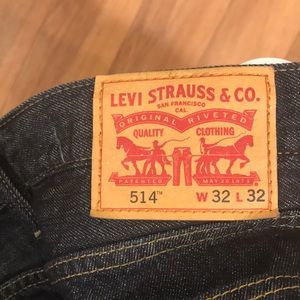 LEVI STRAUSS & CO.
SAN FRANCISCO
CAL.
ORIGINAL RIVETED
QUALITY CLOTHING
PATENTED MAY 20 1873
514™ W 32 L 32